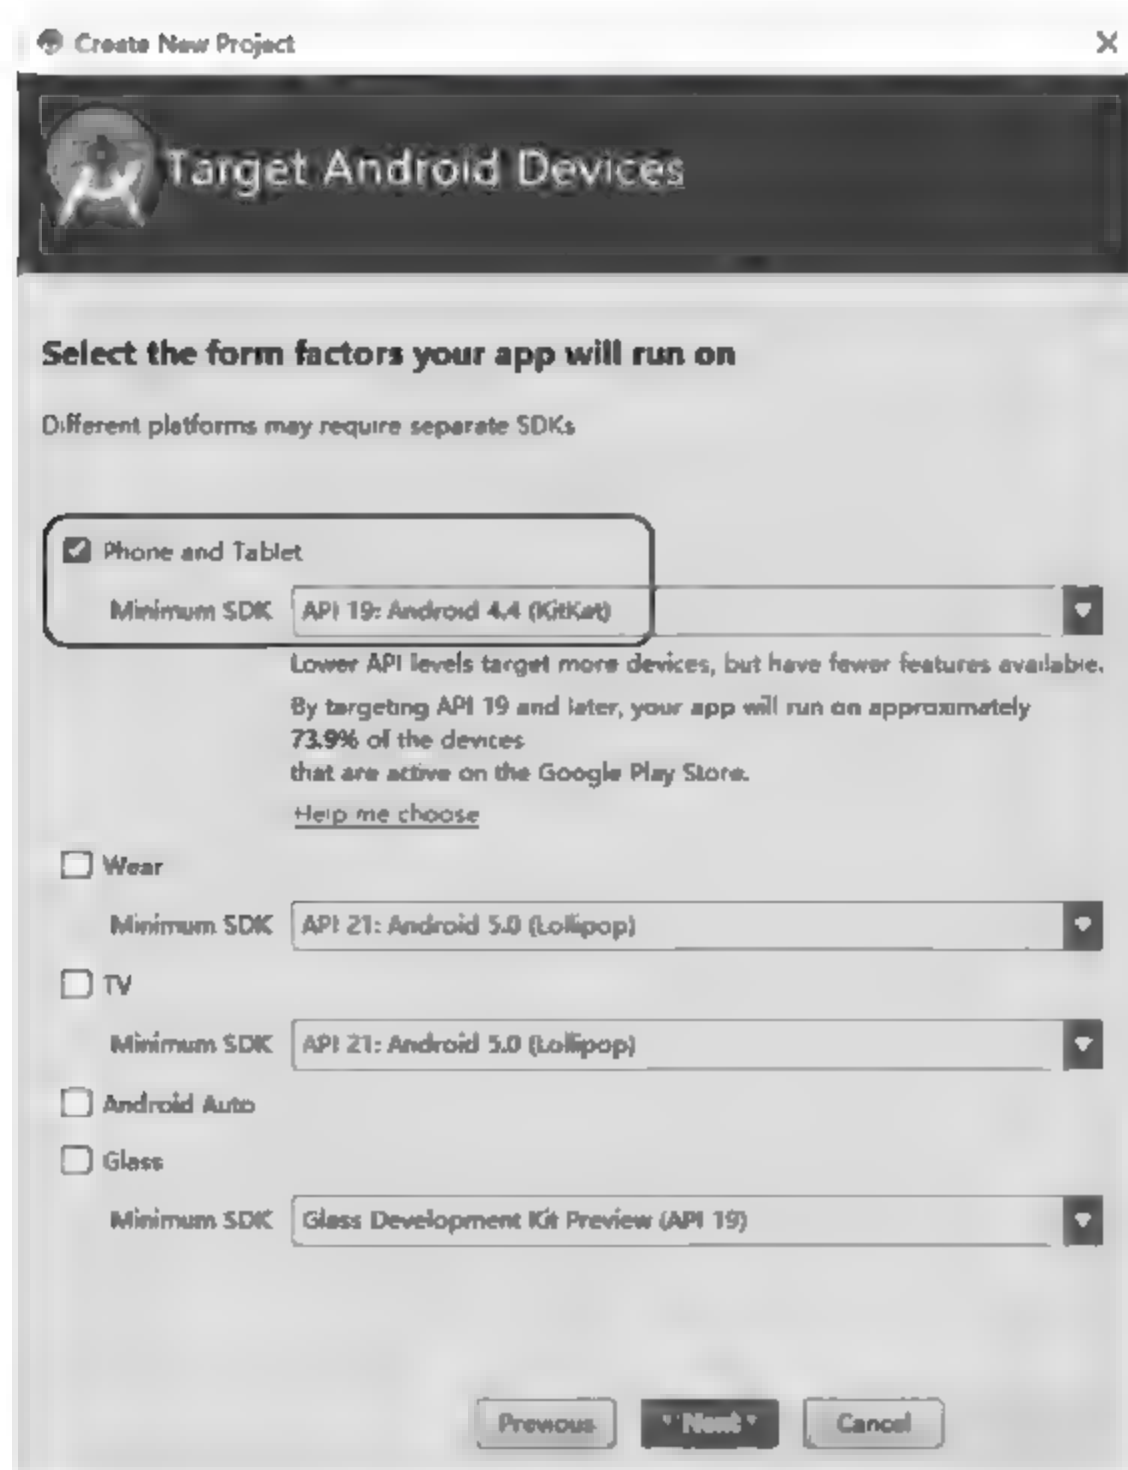 Create New Project
Target Android Devices
Select the form factors your app will run on
Different platforms may require separate SDKs
Phone and Tablet
Minimum SDK API 19: Android 4.4 (KitKat)
Lower API levels target more devices, but have fewer features available.
By targeting API 19 and later, your app will run on approximately
73.9% of the devices
that are active on the Google Play Store.
Help me choose
Wear
Minimum SDK API 21: Android 5.0 (Lollipop)
TV
Minimum SDK API 21: Android 5.0 (Lollipop)
Android Auto
Glass
Minimum SDK Glass Development Kit Preview (API 19)
Previous Next Cancel